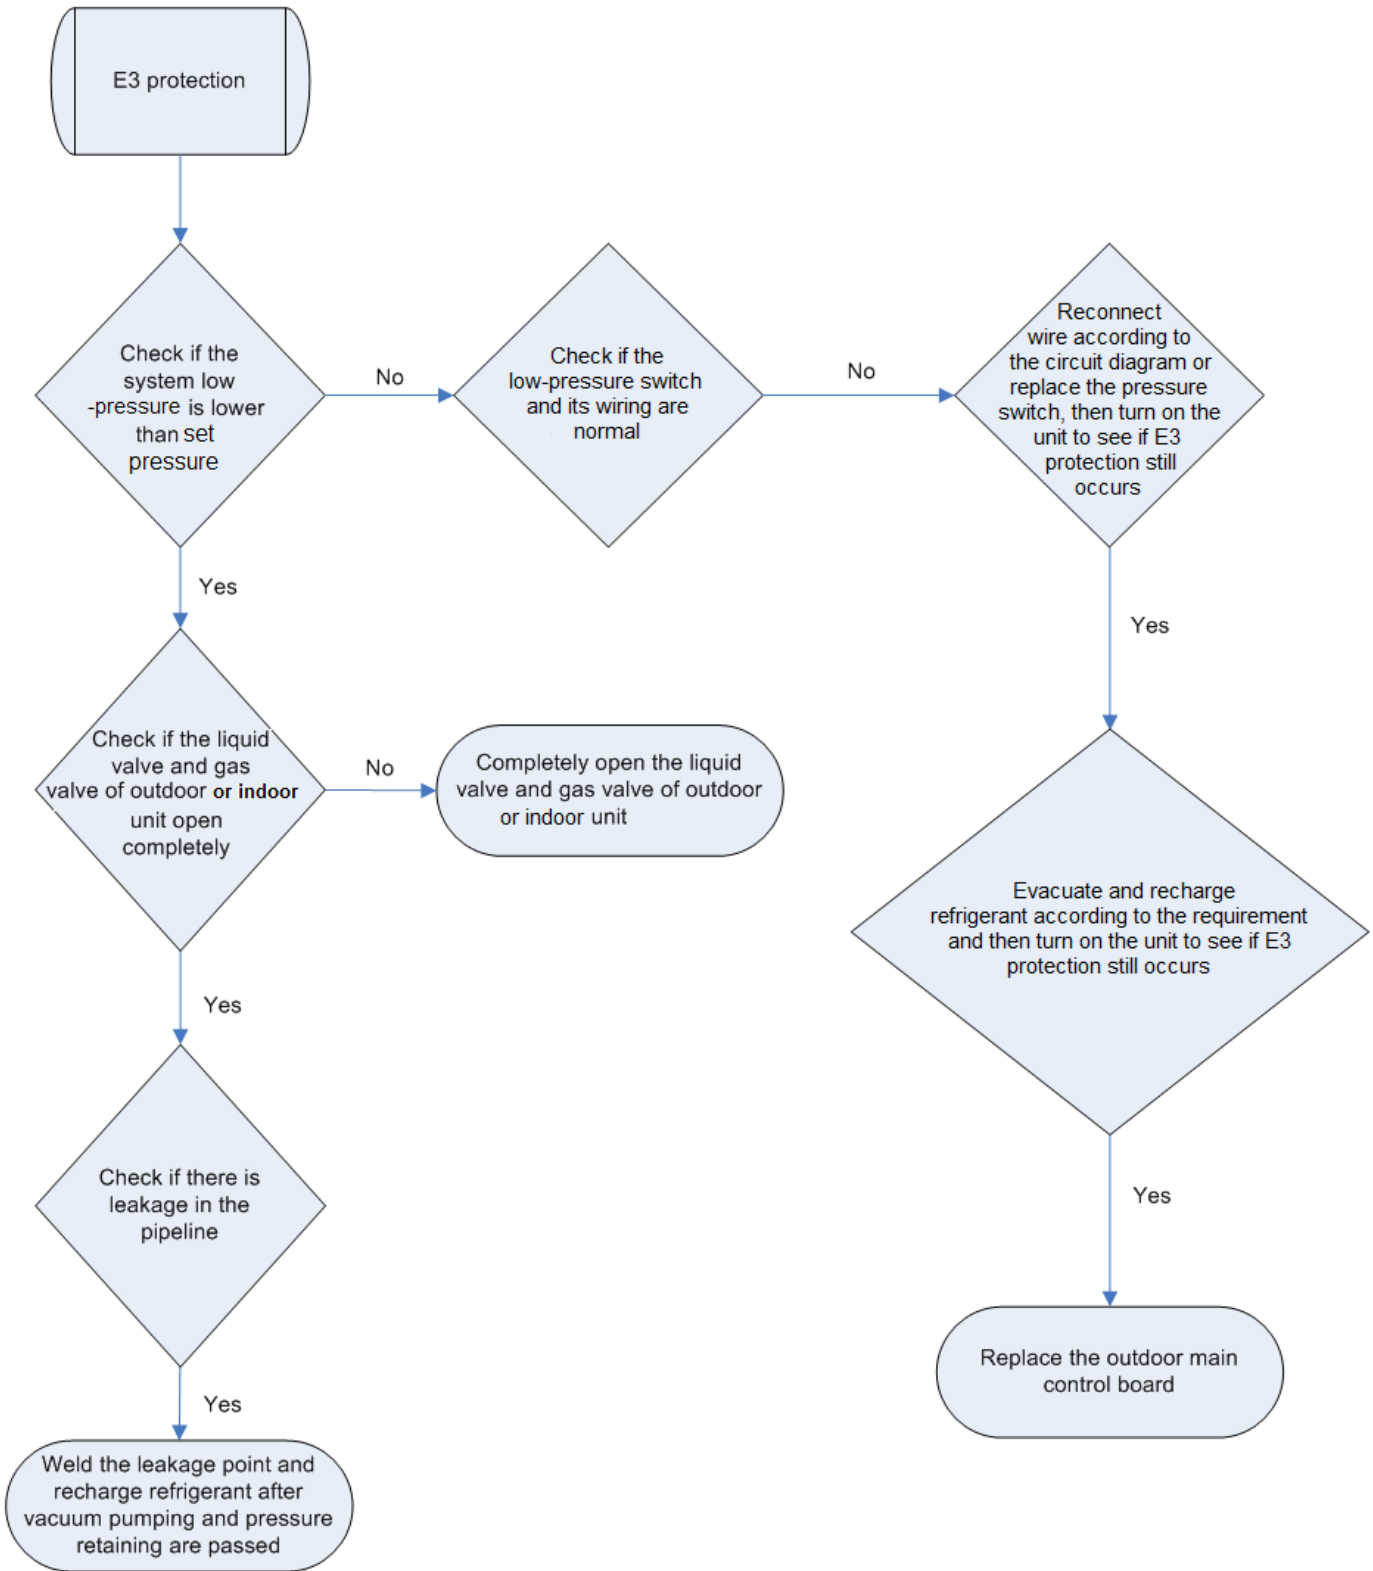 E3 protection
Check if the
system low
-pressure is lower
than set
pressure
No
Check if the
low-pressure switch
and its wiring are
normal
No
Reconnect
wire according to
the circuit diagram or
replace the pressure
switch, then turn on the
unit to see if E3
protection still
occurs
Yes
Yes
Check if the liquid
valve and gas
valve of outdoor or indoor
unit open
completely
No
Completely open the liquid
valve and gas valve of outdoor
or indoor unit
Evacuate and recharge
refrigerant according to the requirement
and then turn on the unit to see if E3
protection still occurs
Yes
Check if there is
leakage in the
pipeline
Yes
Replace the outdoor main
control board
Yes
Weld the leakage point and
recharge refrigerant after
vacuum pumping and pressure
retaining are passed